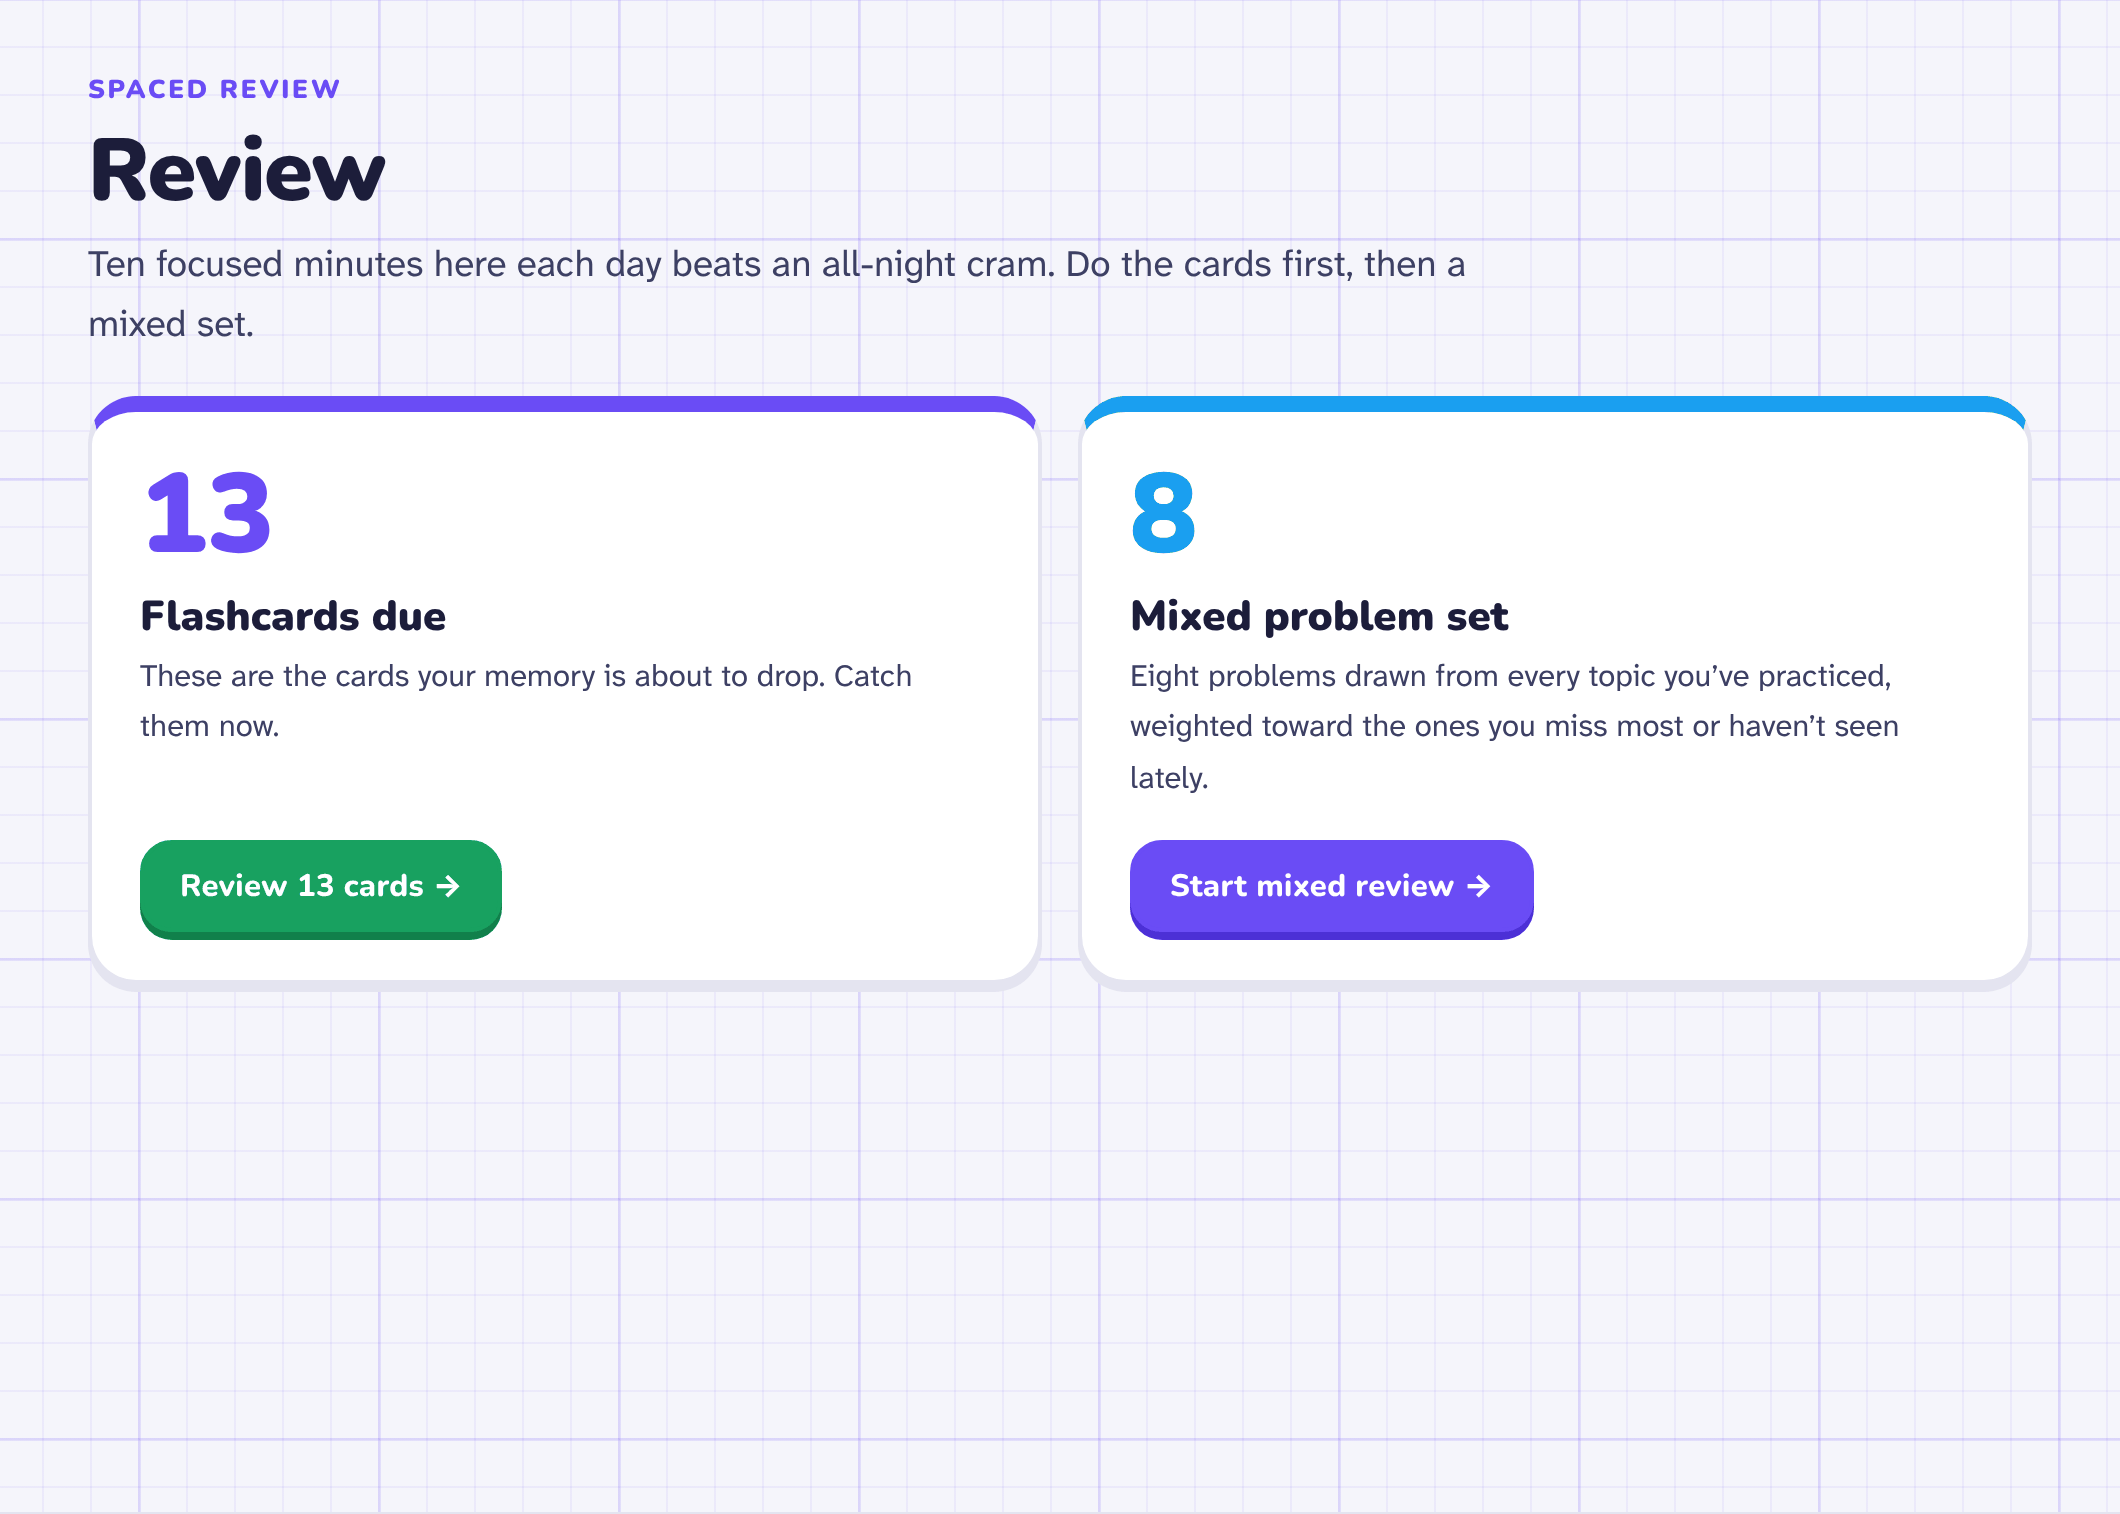 SPACED REVIEW
Review
Ten focused minutes here each day beats an all-night cram. Do the cards first, then a
mixed set.
13
Flashcards due
These are the cards your memory is about to drop. Catch
them now.
Review 13 cards →
8
Mixed problem set
Eight problems drawn from every topic you’ve practiced,
weighted toward the ones you miss most or haven’t seen
lately.
Start mixed review →